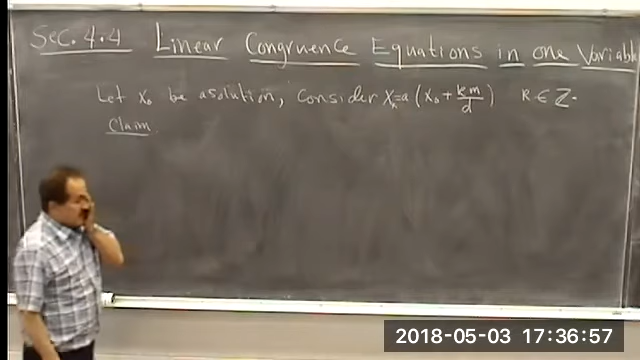 Sec. 4.4 Linear Congruence Equations in one Variable
Let x₀ be a solution, Consider xₖ=a(x₀+km/d) k∈ℤ.
Claim.
2018-05-03 17:36:57